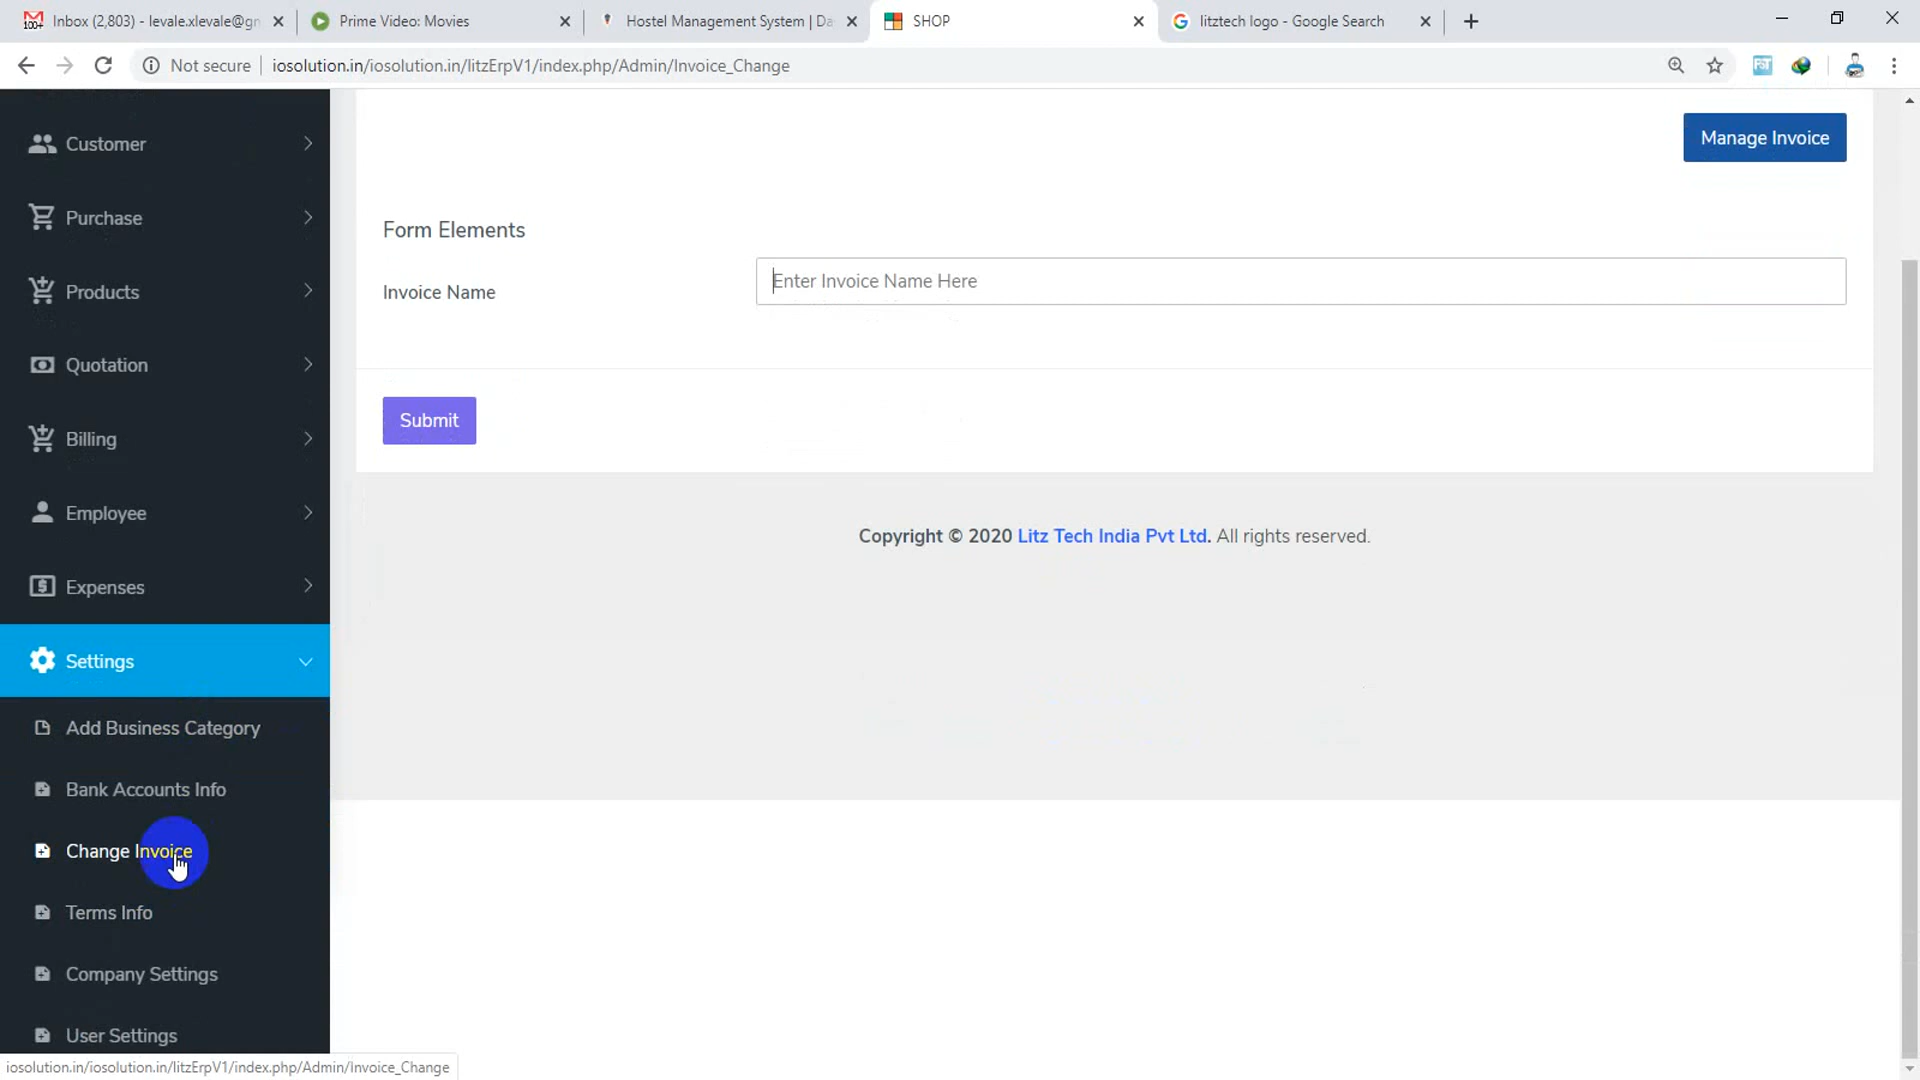 Inbox (2,803) - levale.xlevale@gm
Prime Video: Movies
Hostel Management System | Da
SHOP
litztech logo - Google Search
Not secure
iosolution.in/iosolution.in/litzErpV1/index.php/Admin/Invoice_Change
Customer
Manage Invoice
Purchase
Form Elements
Products
Invoice Name
Enter Invoice Name Here
Quotation
Submit
Billing
Employee
Copyright © 2020 Litz Tech India Pvt Ltd. All rights reserved.
Expenses
Settings
Add Business Category
Bank Accounts Info
Change Invoice
Terms Info
Company Settings
User Settings
iosolution.in/iosolution.in/litzErpV1/index.php/Admin/Invoice_Change